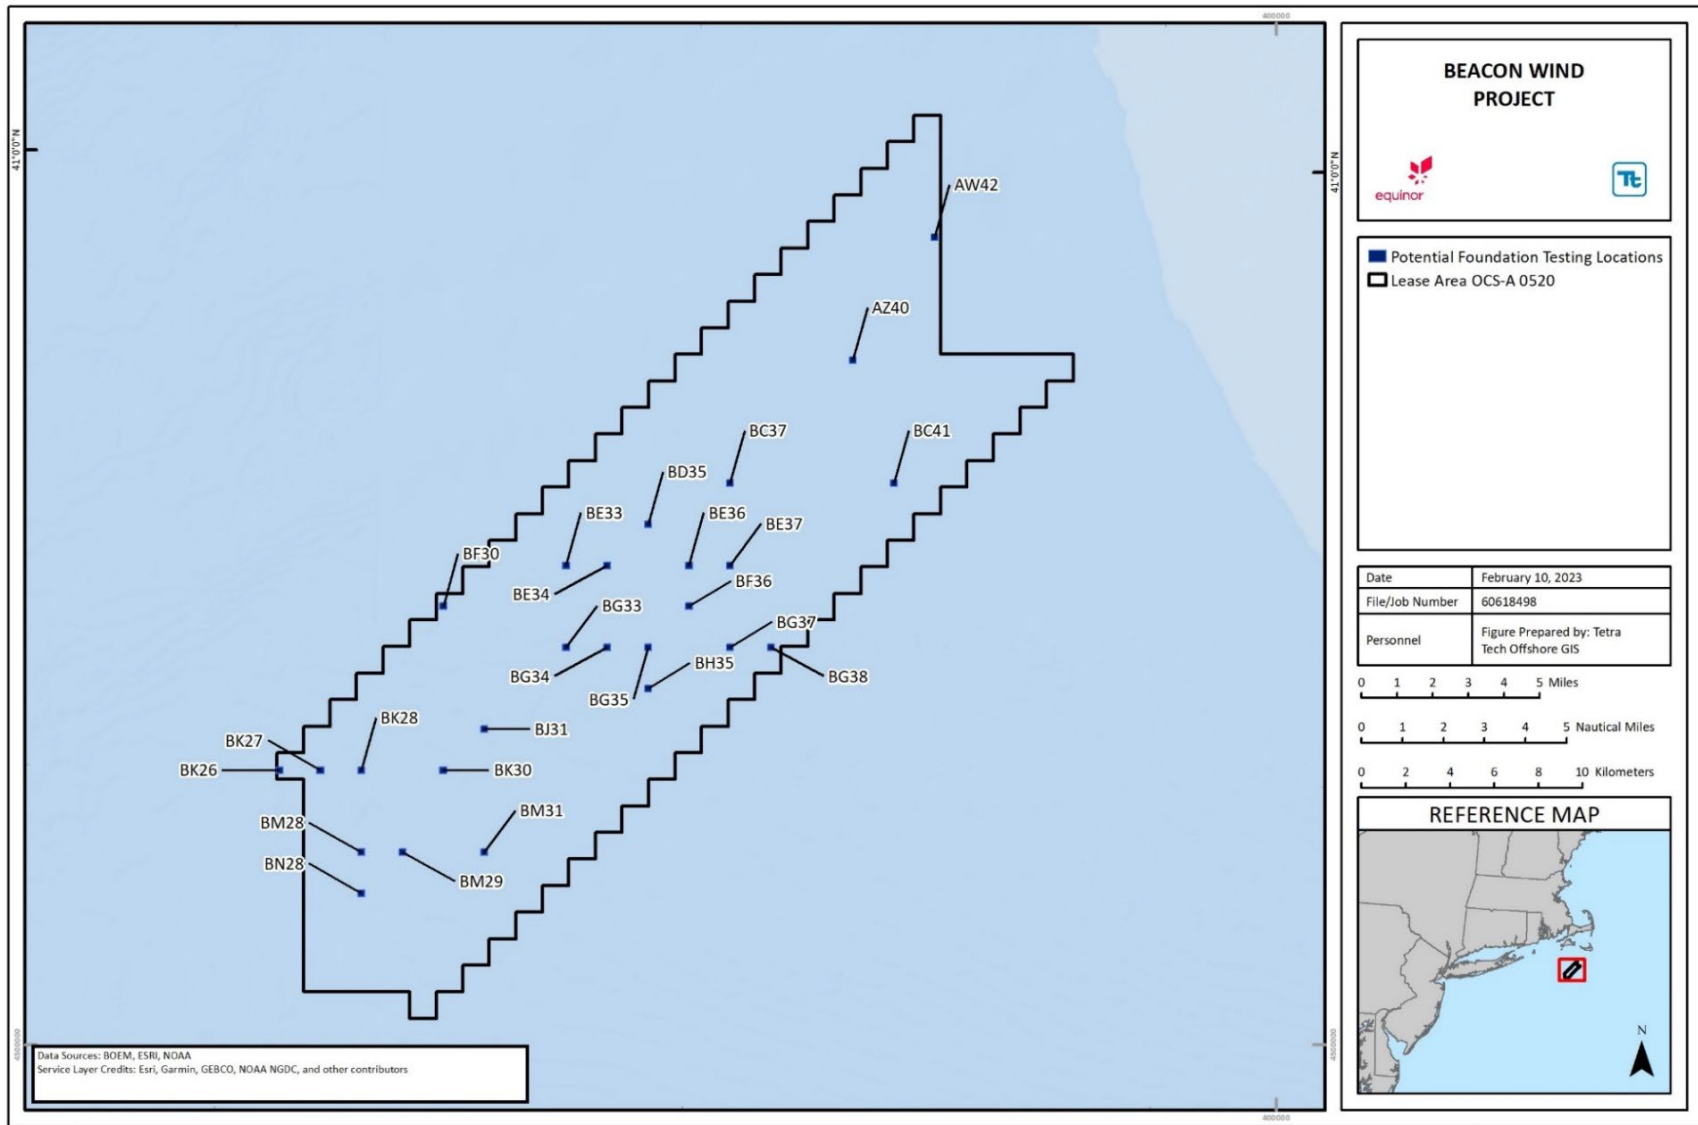 400000
41°0'0"N
41°0'0"N
AW42
AZ40
BC37
BC41
BD35
BE33
BE36
BE37
BF30
BE34
BF36
BG33
BG37
BG34
BH35
BG38
BG35
BK28
BJ31
BK27
BK26
BK30
BM31
BM28
BN28
BM29
4500000
4500000
Data Sources: BOEM, ESRI, NOAA
Service Layer Credits: Esri, Garmin, GEBCO, NOAA NGDC, and other contributors
400000
BEACON WIND
PROJECT
equinor
Tt
Potential Foundation Testing Locations
Lease Area OCS-A 0520
Date February 10, 2023
File/Job Number 60618498
Personnel Figure Prepared by: Tetra
Tech Offshore GIS
0 1 2 3 4 5 Miles
0 1 2 3 4 5 Nautical Miles
0 2 4 6 8 10 Kilometers
REFERENCE MAP
N